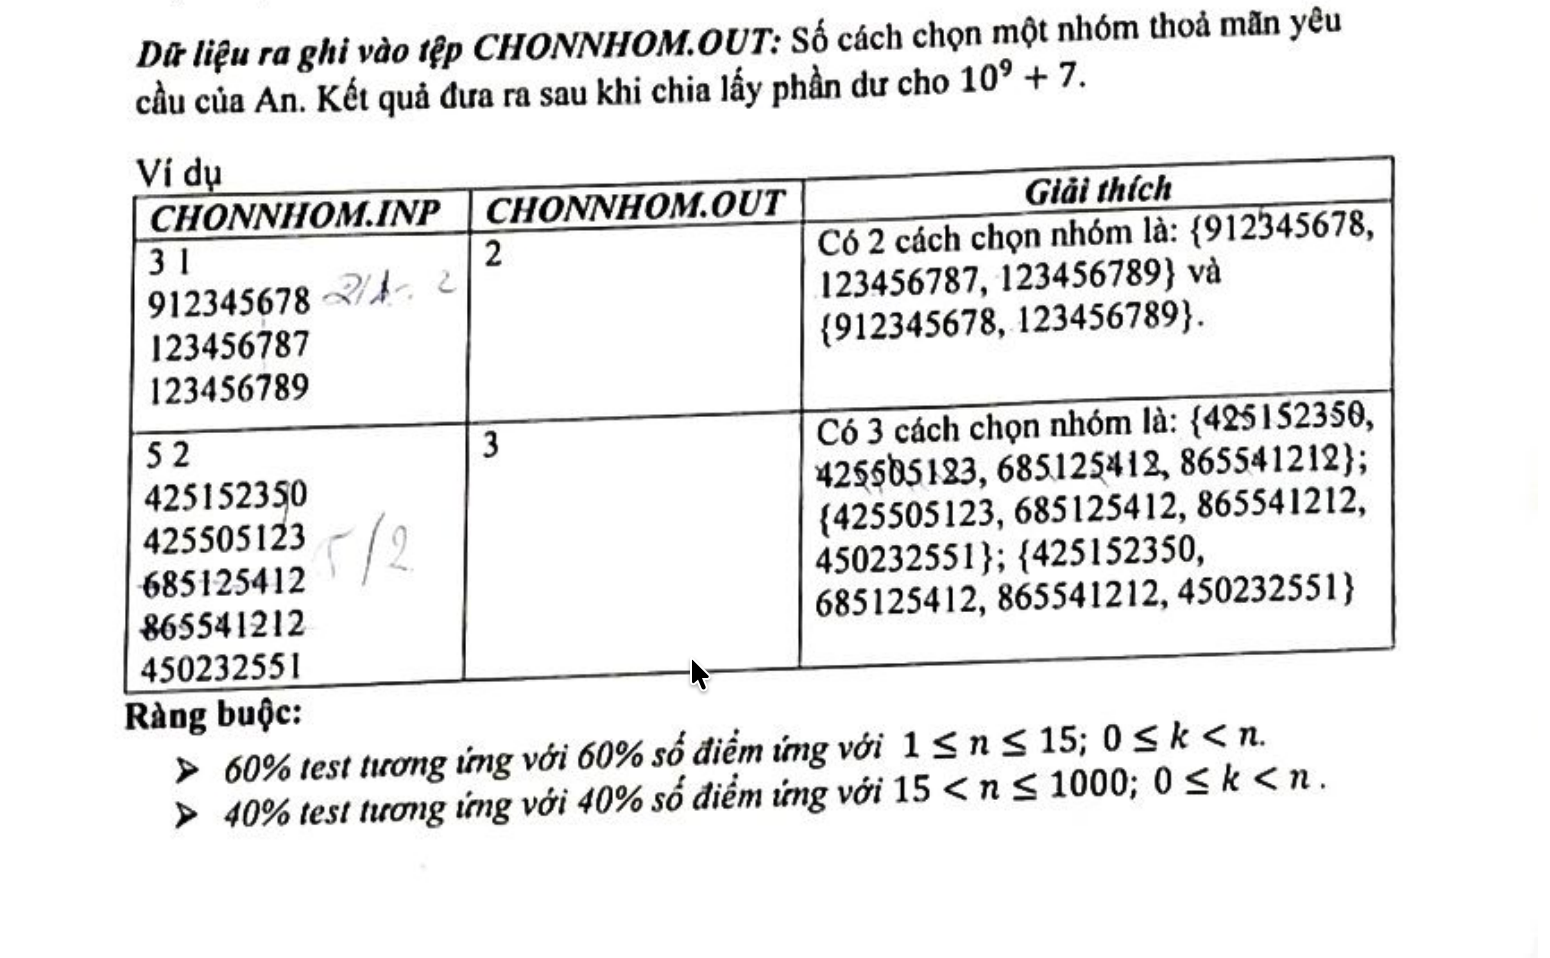 Dữ liệu ra ghi vào tệp CHONNHOM.OUT: Số cách chọn một nhóm thoả mãn yêu
cầu của An. Kết quả đưa ra sau khi chia lấy phần dư cho 10⁹ + 7.
Ví dụ
CHONNHOM.INP CHONNHOM.OUT Giải thích
3 1
912345678
123456787
123456789
2
Có 2 cách chọn nhóm là: {912345678,
123456787, 123456789} và
{912345678, 123456789}.
5 2
425152350
425505123
685125412
865541212
450232551
5/2
3
Có 3 cách chọn nhóm là: {425152350,
425505123, 685125412, 865541212};
{425505123, 685125412, 865541212,
450232551}; {425152350,
685125412, 865541212, 450232551}
Ràng buộc:
➢ 60% test tương ứng với 60% số điểm ứng với 1 ≤ n ≤ 15; 0 ≤ k < n.
➢ 40% test tương ứng với 40% số điểm ứng với 15 < n ≤ 1000; 0 ≤ k < n .